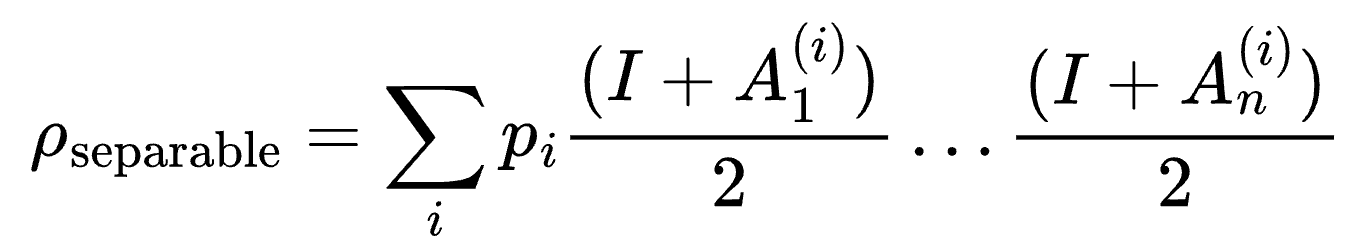 ρ_separable = ∑_i p_i (I + A_1^(i))/2 … (I + A_n^(i))/2